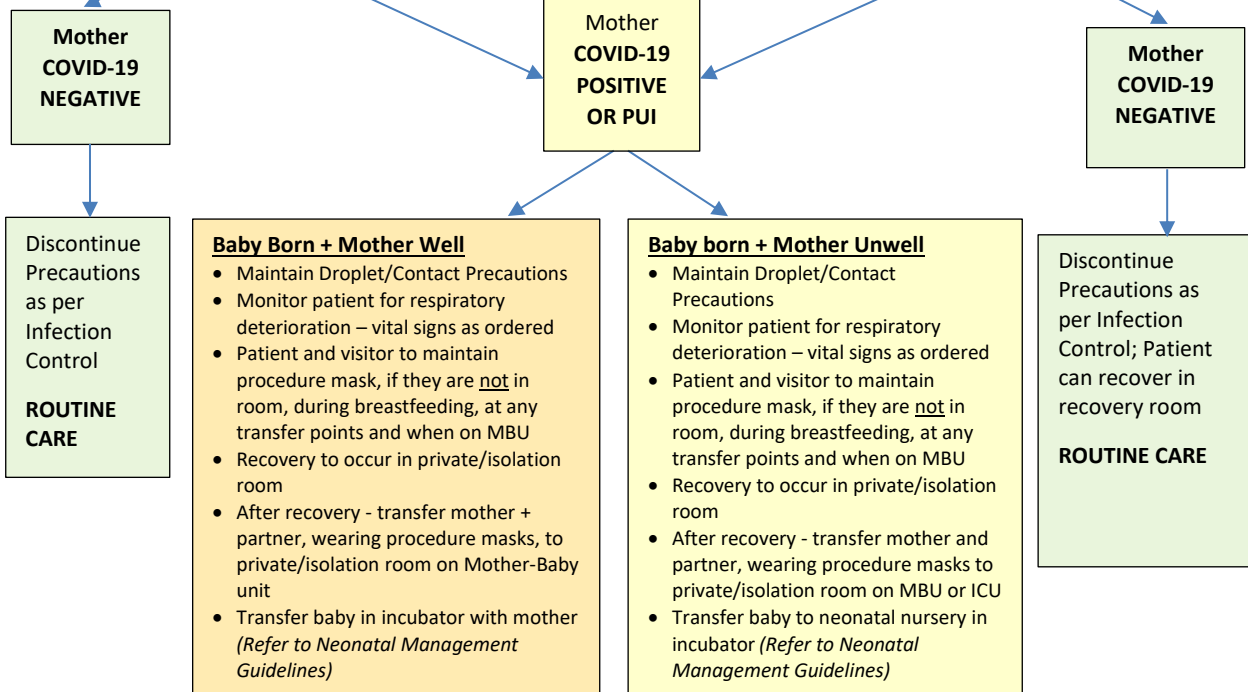 Mother
COVID-19
NEGATIVE
Mother
COVID-19
POSITIVE
OR PUI
Mother
COVID-19
NEGATIVE
Discontinue
Precautions
as per
Infection
Control
ROUTINE
CARE
Baby Born + Mother Well
• Maintain Droplet/Contact Precautions
• Monitor patient for respiratory
deterioration – vital signs as ordered
• Patient and visitor to maintain
procedure mask, if they are not in
room, during breastfeeding, at any
transfer points and when on MBU
• Recovery to occur in private/isolation
room
• After recovery - transfer mother +
partner, wearing procedure masks, to
private/isolation room on Mother-Baby
unit
• Transfer baby in incubator with mother
(Refer to Neonatal Management
Guidelines)
Baby born + Mother Unwell
• Maintain Droplet/Contact
Precautions
• Monitor patient for respiratory
deterioration – vital signs as ordered
• Patient and visitor to maintain
procedure mask, if they are not in
room, during breastfeeding, at any
transfer points and when on MBU
• Recovery to occur in private/isolation
room
• After recovery - transfer mother and
partner, wearing procedure masks to
private/isolation room on MBU or ICU
• Transfer baby to neonatal nursery in
incubator (Refer to Neonatal
Management Guidelines)
Discontinue
Precautions as
per Infection
Control; Patient
can recover in
recovery room
ROUTINE CARE